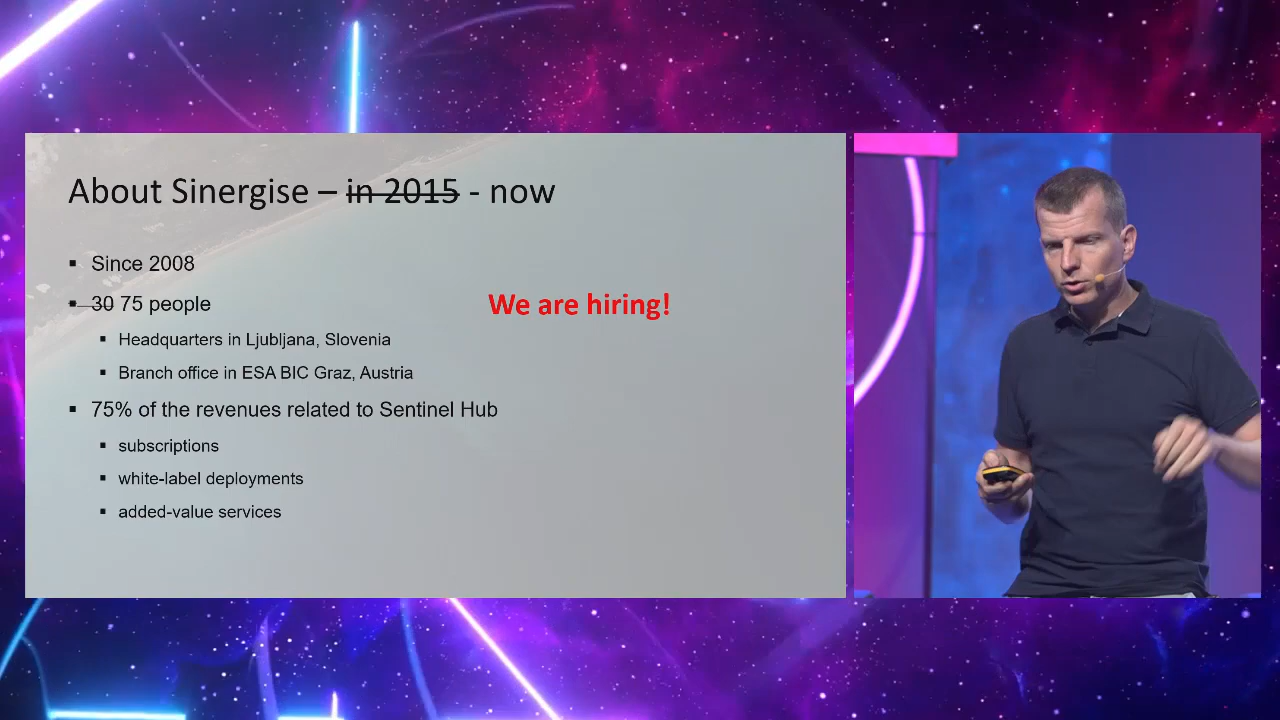 About Sinergise – in 2015 - now
Since 2008
30 75 people
We are hiring!
Headquarters in Ljubljana, Slovenia
Branch office in ESA BIC Graz, Austria
75% of the revenues related to Sentinel Hub
subscriptions
white-label deployments
added-value services